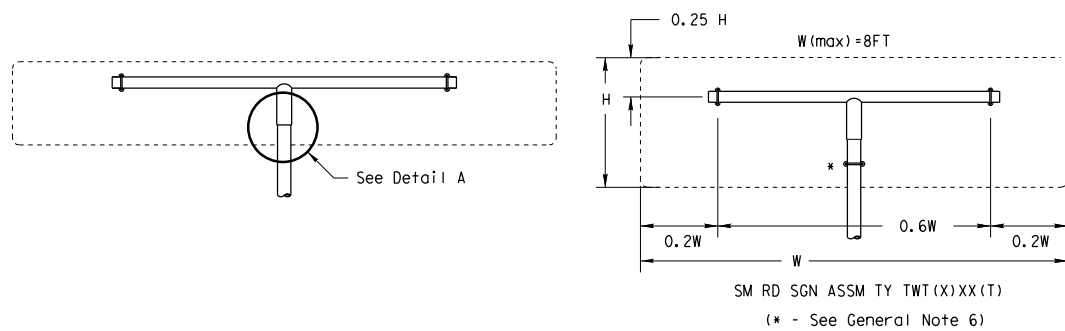 See Detail A
0.25 H
W(max)=8FT
H
*
0.2W
0.6W
0.2W
W
SM RD SGN ASSM TY TWT(X)XX(T)
(* - See General Note 6)